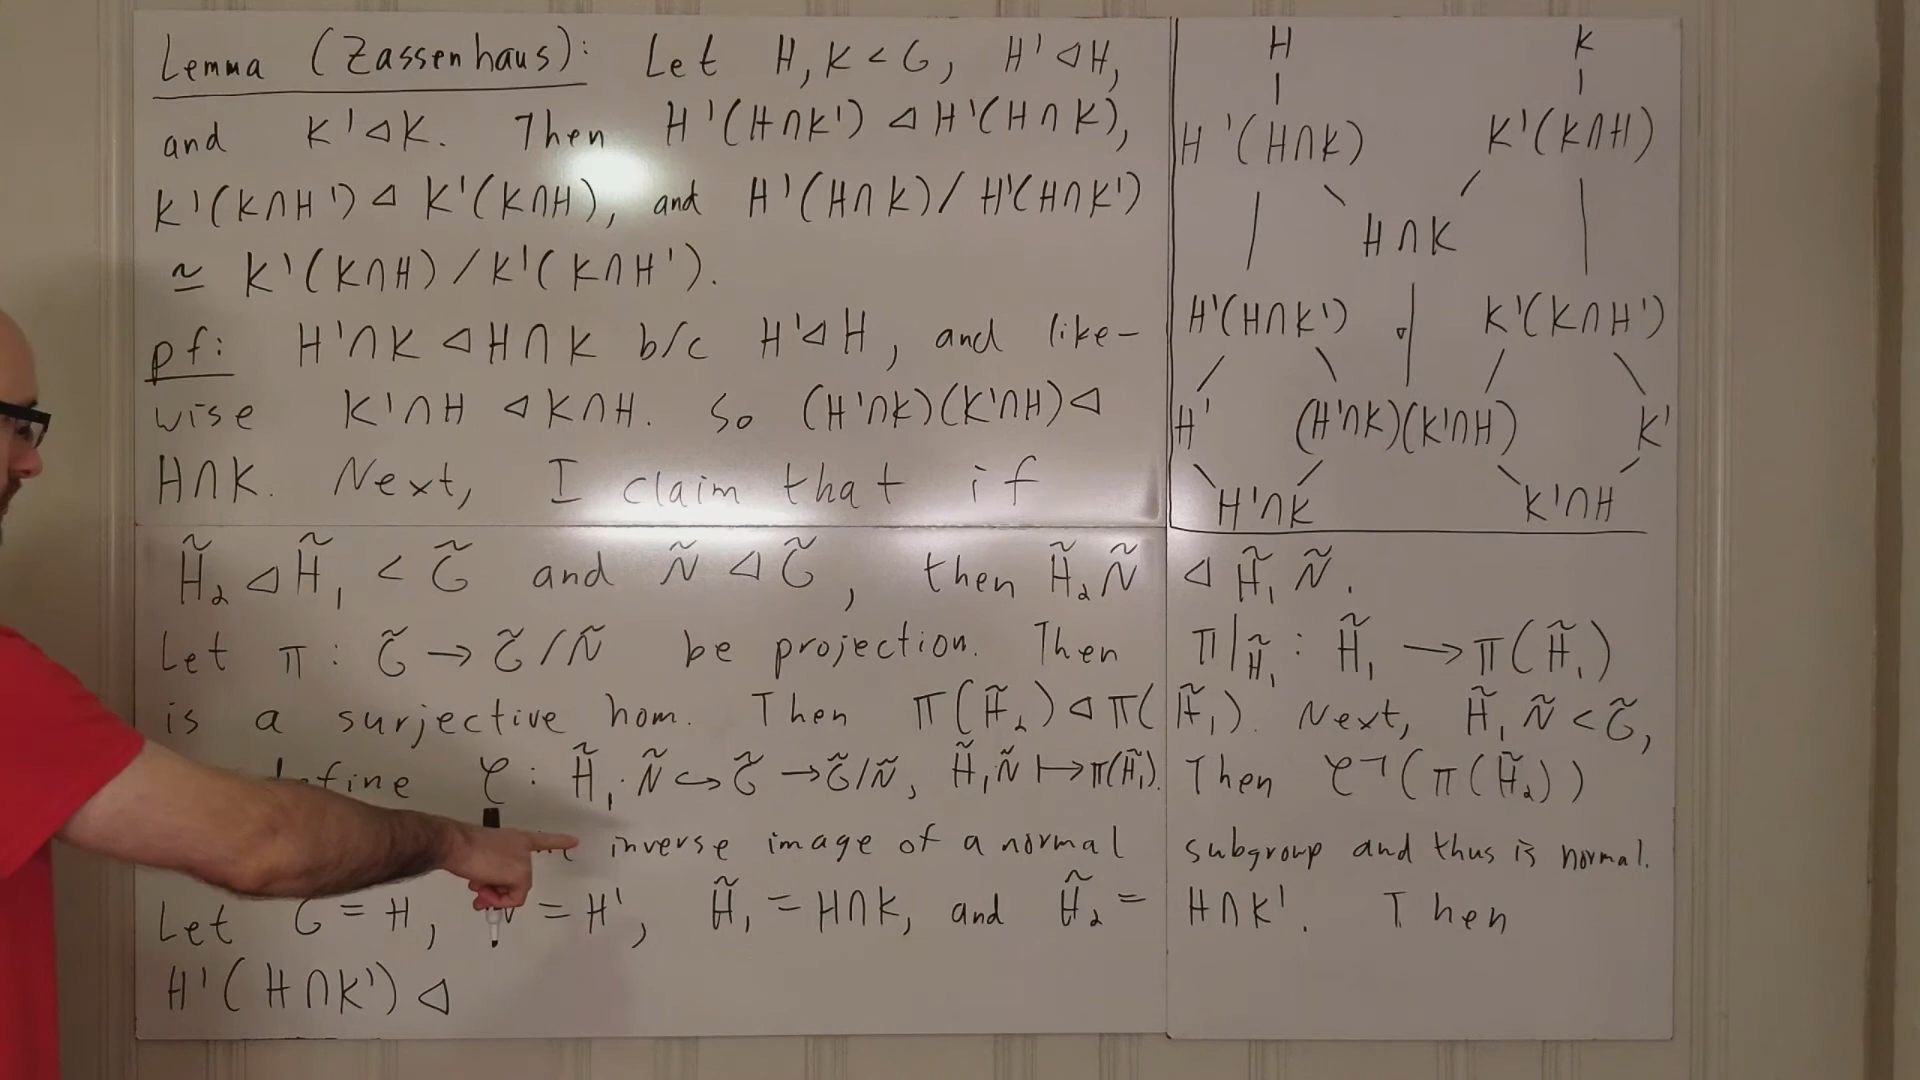 Lemma (Zassenhaus): Let H, K < G, H' ⊲ H,
and K' ⊲ K. Then H'(H∩K') ⊲ H'(H∩K),
K'(K∩H') ⊲ K'(K∩H), and H'(H∩K)/H'(H∩K')
≃ K'(K∩H)/K'(K∩H').
pf: H'∩K ⊲ H∩K b/c H' ⊲ H, and like-
wise K'∩H ⊲ K∩H. So (H'∩K)(K'∩H) ⊲
H∩K. Next, I claim that if
H K
H'(H∩K) K'(K∩H)
H∩K
H'(H∩K') ⊲ K'(K∩H')
H' (H'∩K)(K'∩H) K'
H'∩K K'∩H
H̃₂ ⊲ H̃₁ < G̃ and Ñ ⊲ G̃, then H̃₂Ñ ⊲ H̃₁Ñ.
Let π : G̃ → G̃/Ñ be projection. Then π|H̃₁ : H̃₁ → π(H̃₁)
is a surjective hom. Then π(H̃₂) ⊲ π(H̃₁). Next, H̃₁Ñ < G̃,
φ : H̃₁·Ñ ↪ G̃ → G̃/Ñ, H̃₁Ñ ↦ π(H̃₁). Then φ⁻¹(π(H̃₂))
inverse image of a normal subgroup and thus is normal.
Let G̃ = H, = H', H̃₁ = H∩K, and H̃₂ = H∩K'. Then
H'(H∩K') ⊲